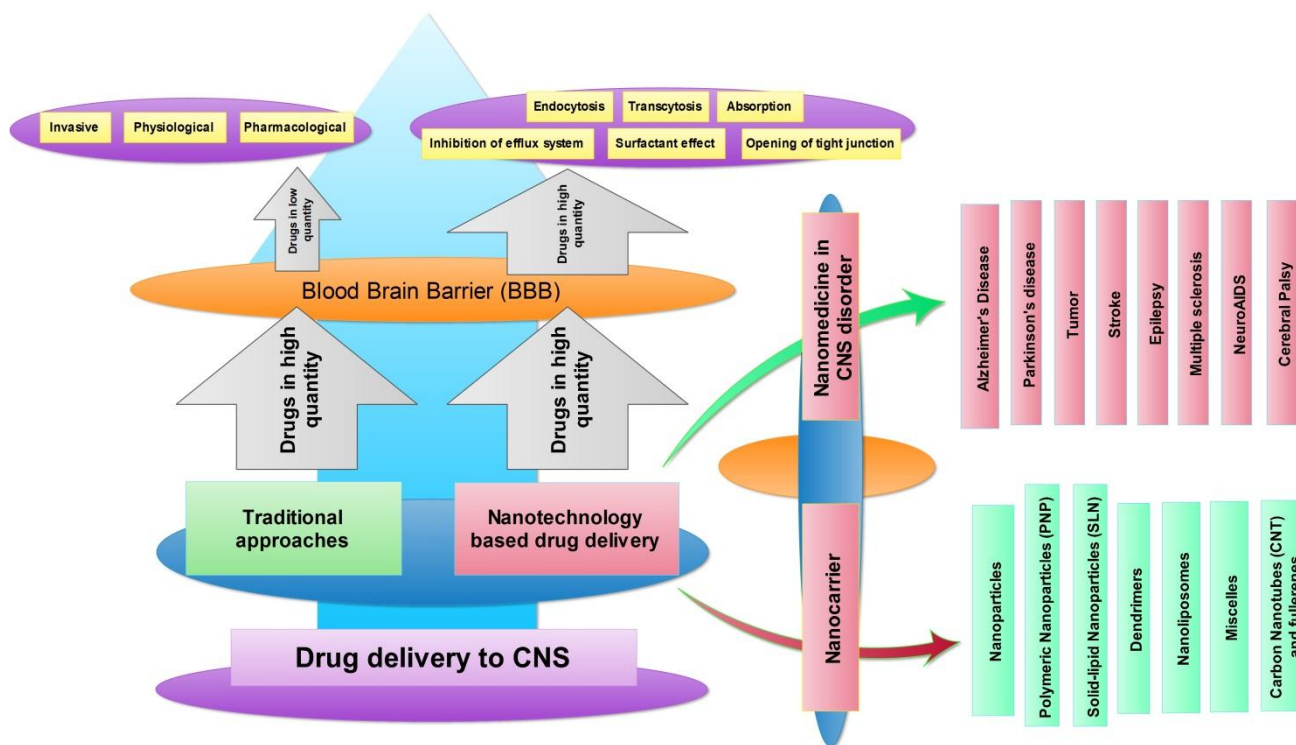 Endocytosis
Transcytosis
Absorption
Invasive
Physiological
Pharmacological
Inhibition of efflux system
Surfactant effect
Opening of tight junction
Drugs in low
quantity
Drugs in high
quantity
Blood Brain Barrier (BBB)
Drugs in high
quantity
Drugs in high
quantity
Traditional
approaches
Nanotechnology
based drug delivery
Drug delivery to CNS
Nanomedicine in
CNS disorder
Nanocarrier
Alzheimer's Disease
Parkinson's disease
Tumor
Stroke
Epilepsy
Multiple sclerosis
NeuroAIDS
Cerebral Palsy
Nanoparticles
Polymeric Nanoparticles (PNP)
Solid-lipid Nanoparticles (SLN)
Dendrimers
Nanoliposomes
Miscelles
Carbon Nanotubes (CNT)
and fullerenes